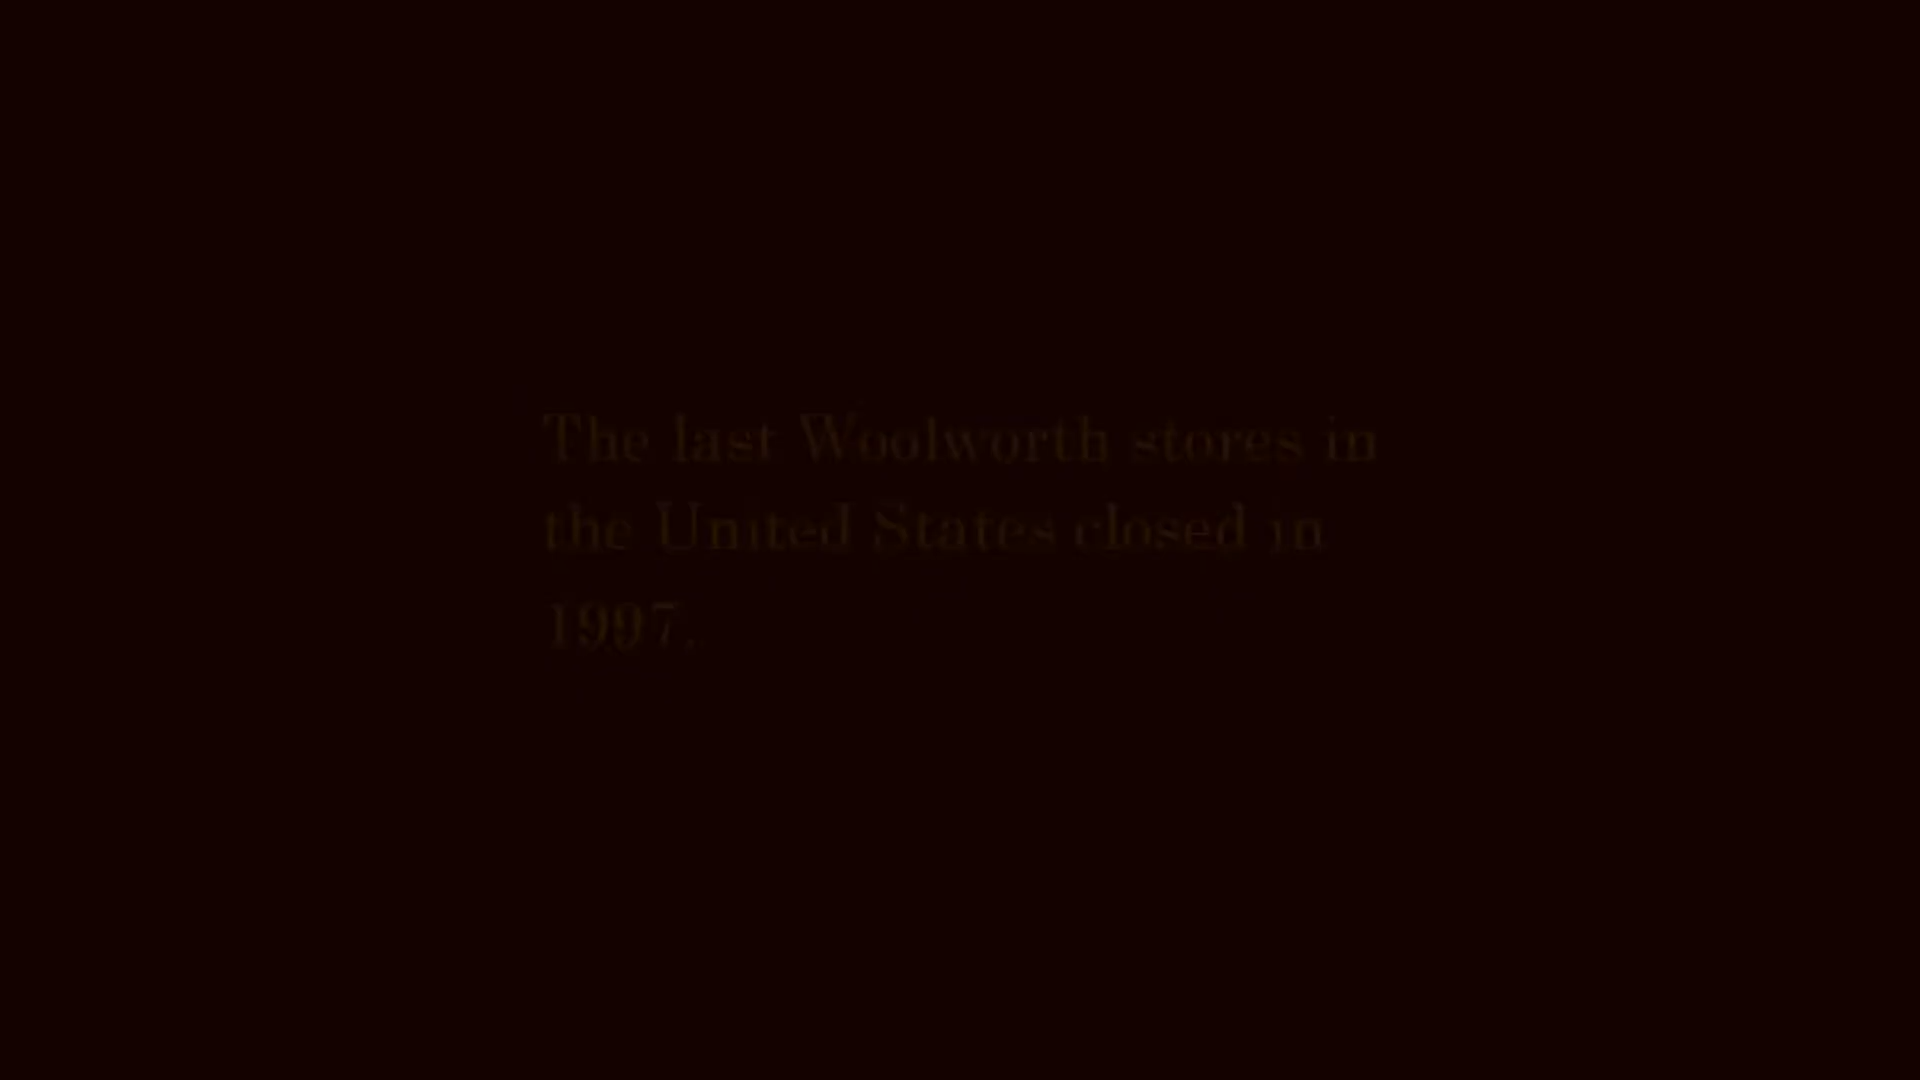 The last Woolworth stores in
the United States closed in
1997.